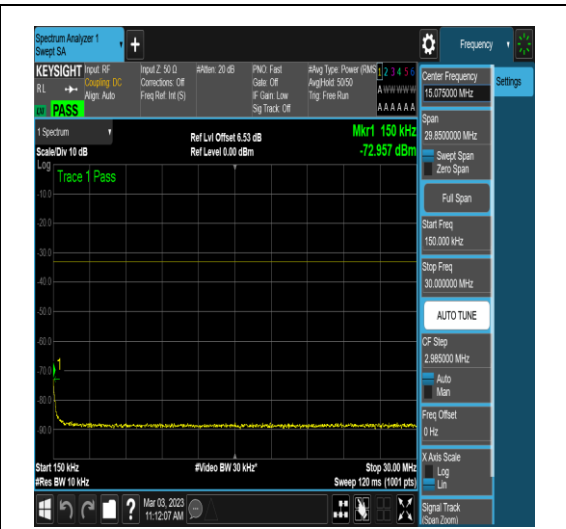 Spectrum Analyzer 1
Swept SA
+
Frequency
KEYSIGHT
RL
PASS
Input: RF
Coupling: DC
Align: Auto
Input Z: 50 Ω
Corrections: Off
Freq Ref: Int (S)
#Atten: 20 dB
PNO: Fast
Gate: Off
IF Gain: Low
Sig Track: Off
#Avg Type: Power (RMS
Avg|Hold: 50/50
Trig: Free Run
1 2 3 4 5 6
A W W W W W
A A A A A A
1 Spectrum
Scale/Div 10 dB
Ref Lvl Offset 6.53 dB
Ref Level 0.00 dBm
Mkr1 150 kHz
-72.957 dBm
Log
Trace 1 Pass
-10.0
-20.0
-30.0
-40.0
-50.0
-60.0
-70.0
1
-80.0
-90.0
Start 150 kHz
#Res BW 10 kHz
#Video BW 30 kHz*
Stop 30.00 MHz
Sweep 120 ms (1001 pts)
?
Mar 03, 2023
11:12:07 AM
Center Frequency
15.075000 MHz
Settings
Span
29.8500000 MHz
Swept Span
Zero Span
Full Span
Start Freq
150.000 kHz
Stop Freq
30.000000 MHz
AUTO TUNE
CF Step
2.985000 MHz
Auto
Man
Freq Offset
0 Hz
X Axis Scale
Log
Lin
Signal Track
(Span Zoom)